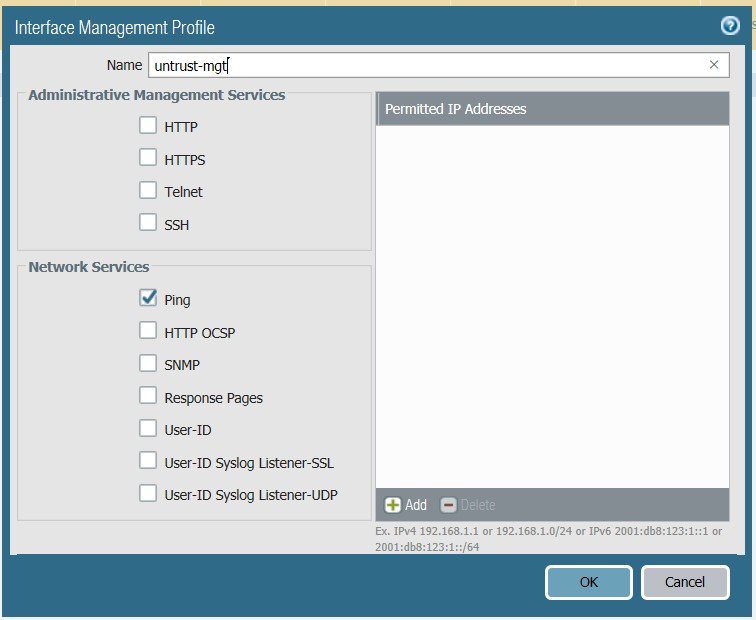 Interface Management Profile
Name untrust-mgt
Administrative Management Services
HTTP
HTTPS
Telnet
SSH
Network Services
Ping
HTTP OCSP
SNMP
Response Pages
User-ID
User-ID Syslog Listener-SSL
User-ID Syslog Listener-UDP
Permitted IP Addresses
Add Delete
Ex. IPv4 192.168.1.1 or 192.168.1.0/24 or IPv6 2001:db8:123:1::1 or
2001:db8:123:1::/64
OK Cancel